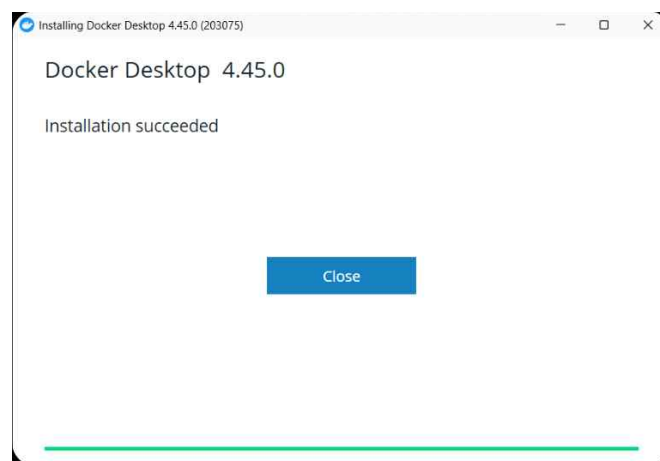 Installing Docker Desktop 4.45.0 (203075)
Docker Desktop 4.45.0
Installation succeeded
Close